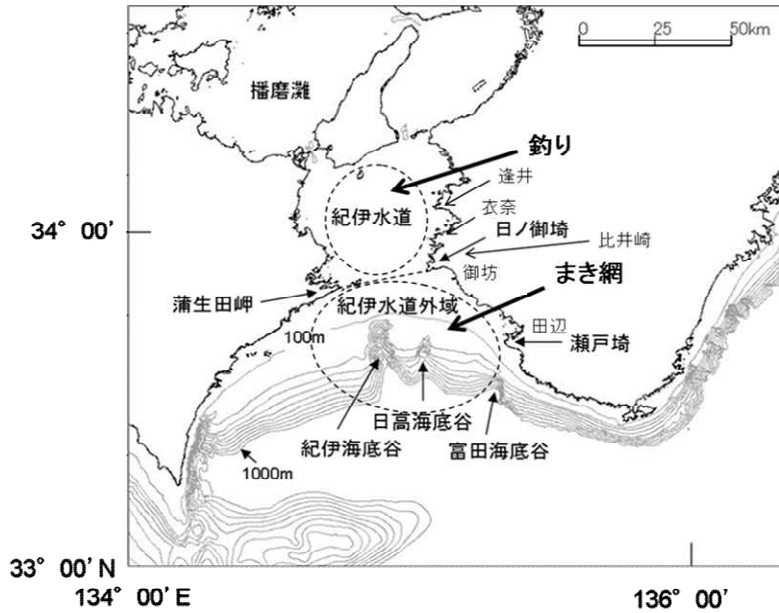 0 25 50km
播磨灘
釣り
逢井
紀伊水道
衣奈
34° 00'
日ノ御埼
比井崎
御坊
まき網
蒲生田岬
紀伊水道外域
田辺
100m
瀬戸埼
日高海底谷
紀伊海底谷
富田海底谷
1000m
33° 00' N
134° 00' E
136° 00'